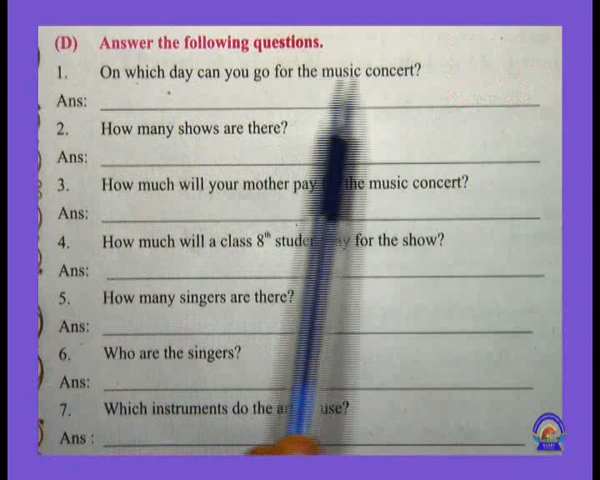 (D) Answer the following questions.
1. On which day can you go for the music concert?
Ans:
2. How many shows are there?
Ans:
3. How much will your mother pay the music concert?
Ans:
4. How much will a class 8th for the show?
Ans:
5. How many singers are there?
Ans:
6. Who are the singers?
Ans:
7. Which instruments do the use?
Ans :